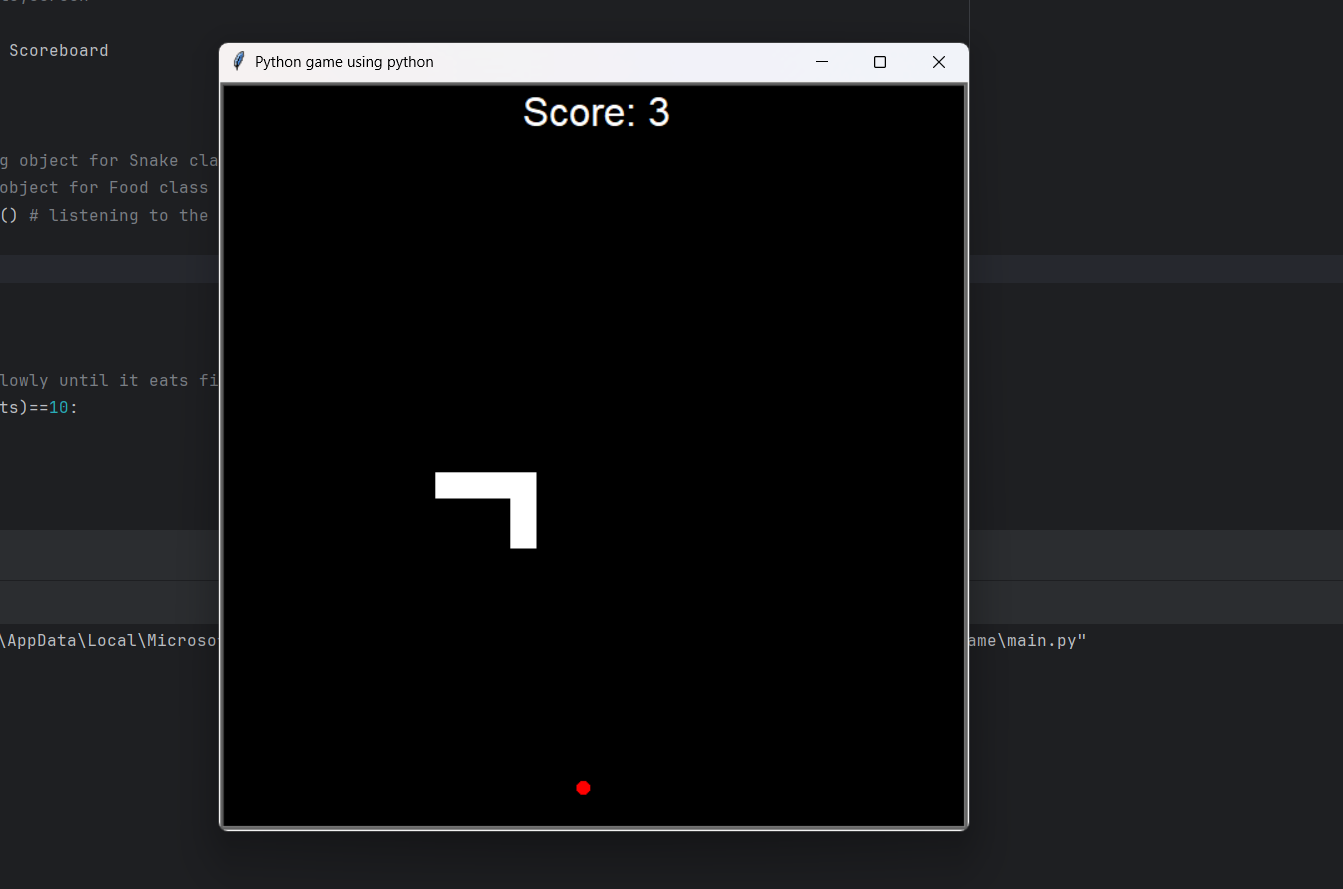 Scoreboard
Python game using python
Score: 3
g object for Snake cla
object for Food class
() # listening to the
lowly until it eats fi
ts)==10:
\AppData\Local\Microso
ame\main.py"